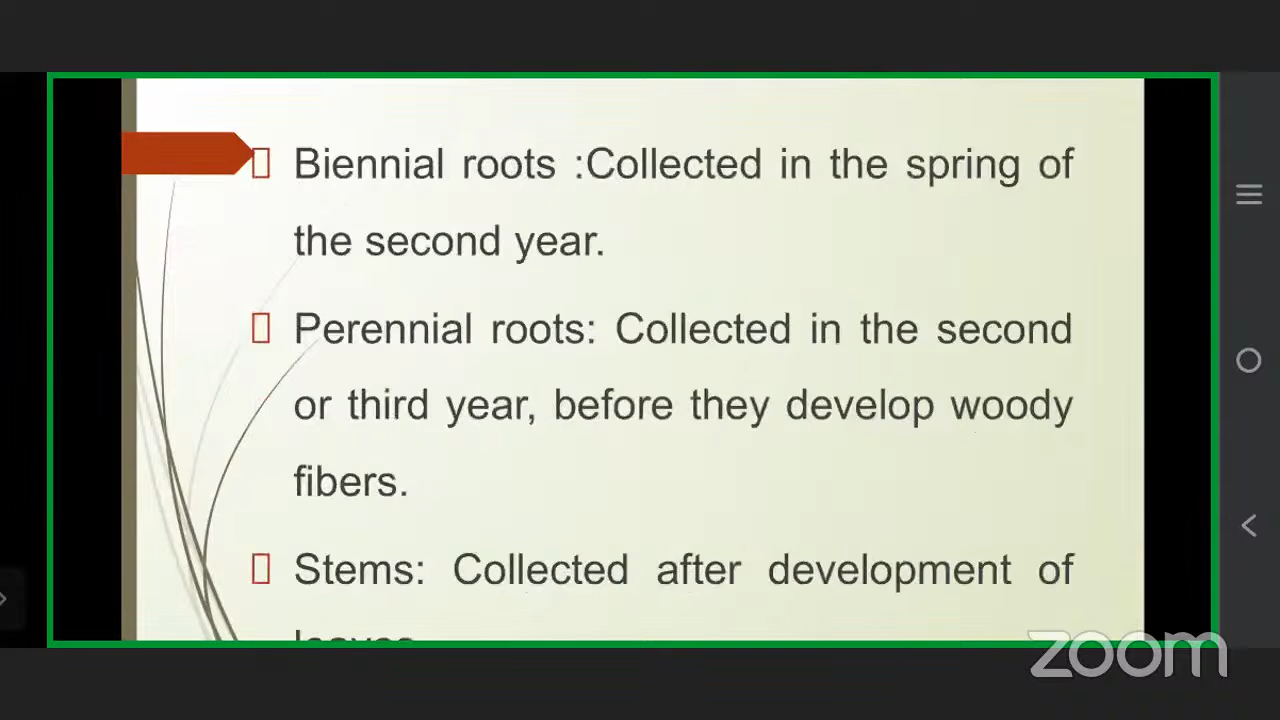 Biennial roots :Collected in the spring of
the second year.
Perennial roots: Collected in the second
or third year, before they develop woody
fibers.
Stems: Collected after development of
zoom